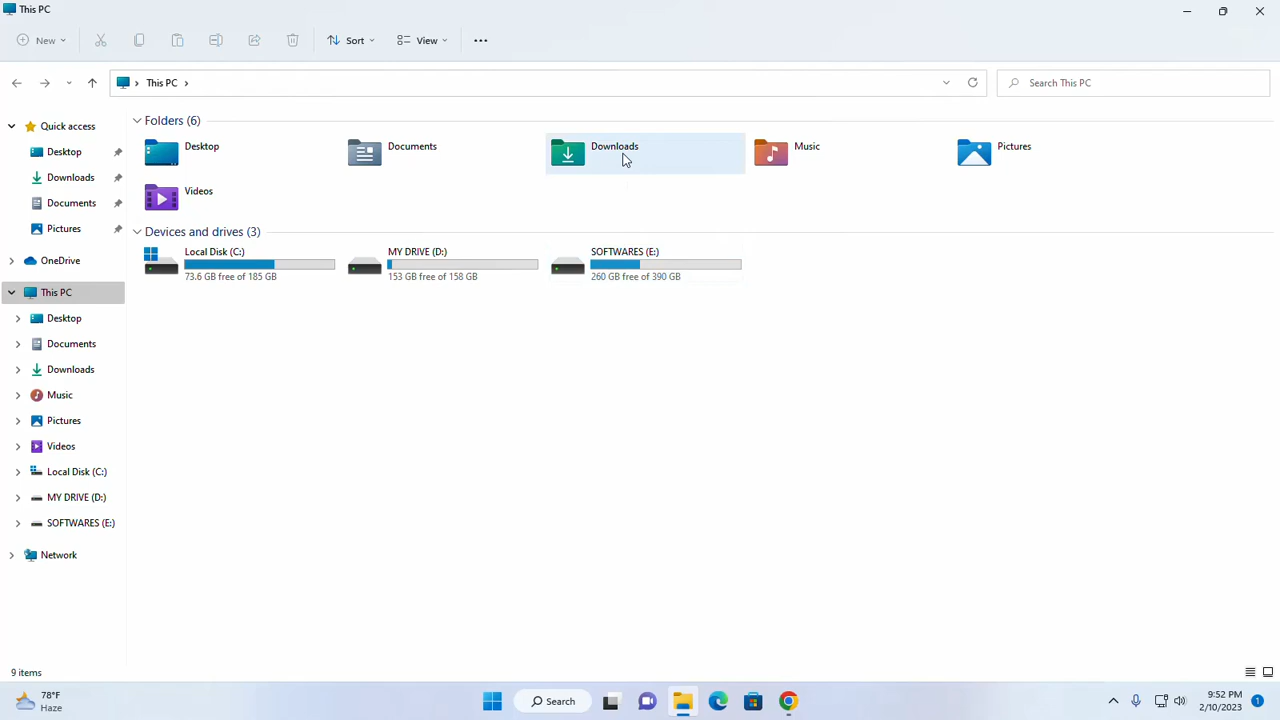 This PC
New
Sort
View
This PC
Search This PC
Quick access
Desktop
Downloads
Documents
Pictures
OneDrive
This PC
Desktop
Documents
Downloads
Music
Pictures
Videos
Local Disk (C:)
MY DRIVE (D:)
SOFTWARES (E:)
Network
Folders (6)
Desktop
Documents
Downloads
Music
Pictures
Videos
Devices and drives (3)
Local Disk (C:)
73.6 GB free of 185 GB
MY DRIVE (D:)
153 GB free of 158 GB
SOFTWARES (E:)
260 GB free of 390 GB
9 items
78°F
Haze
Search
9:52 PM
2/10/2023
1